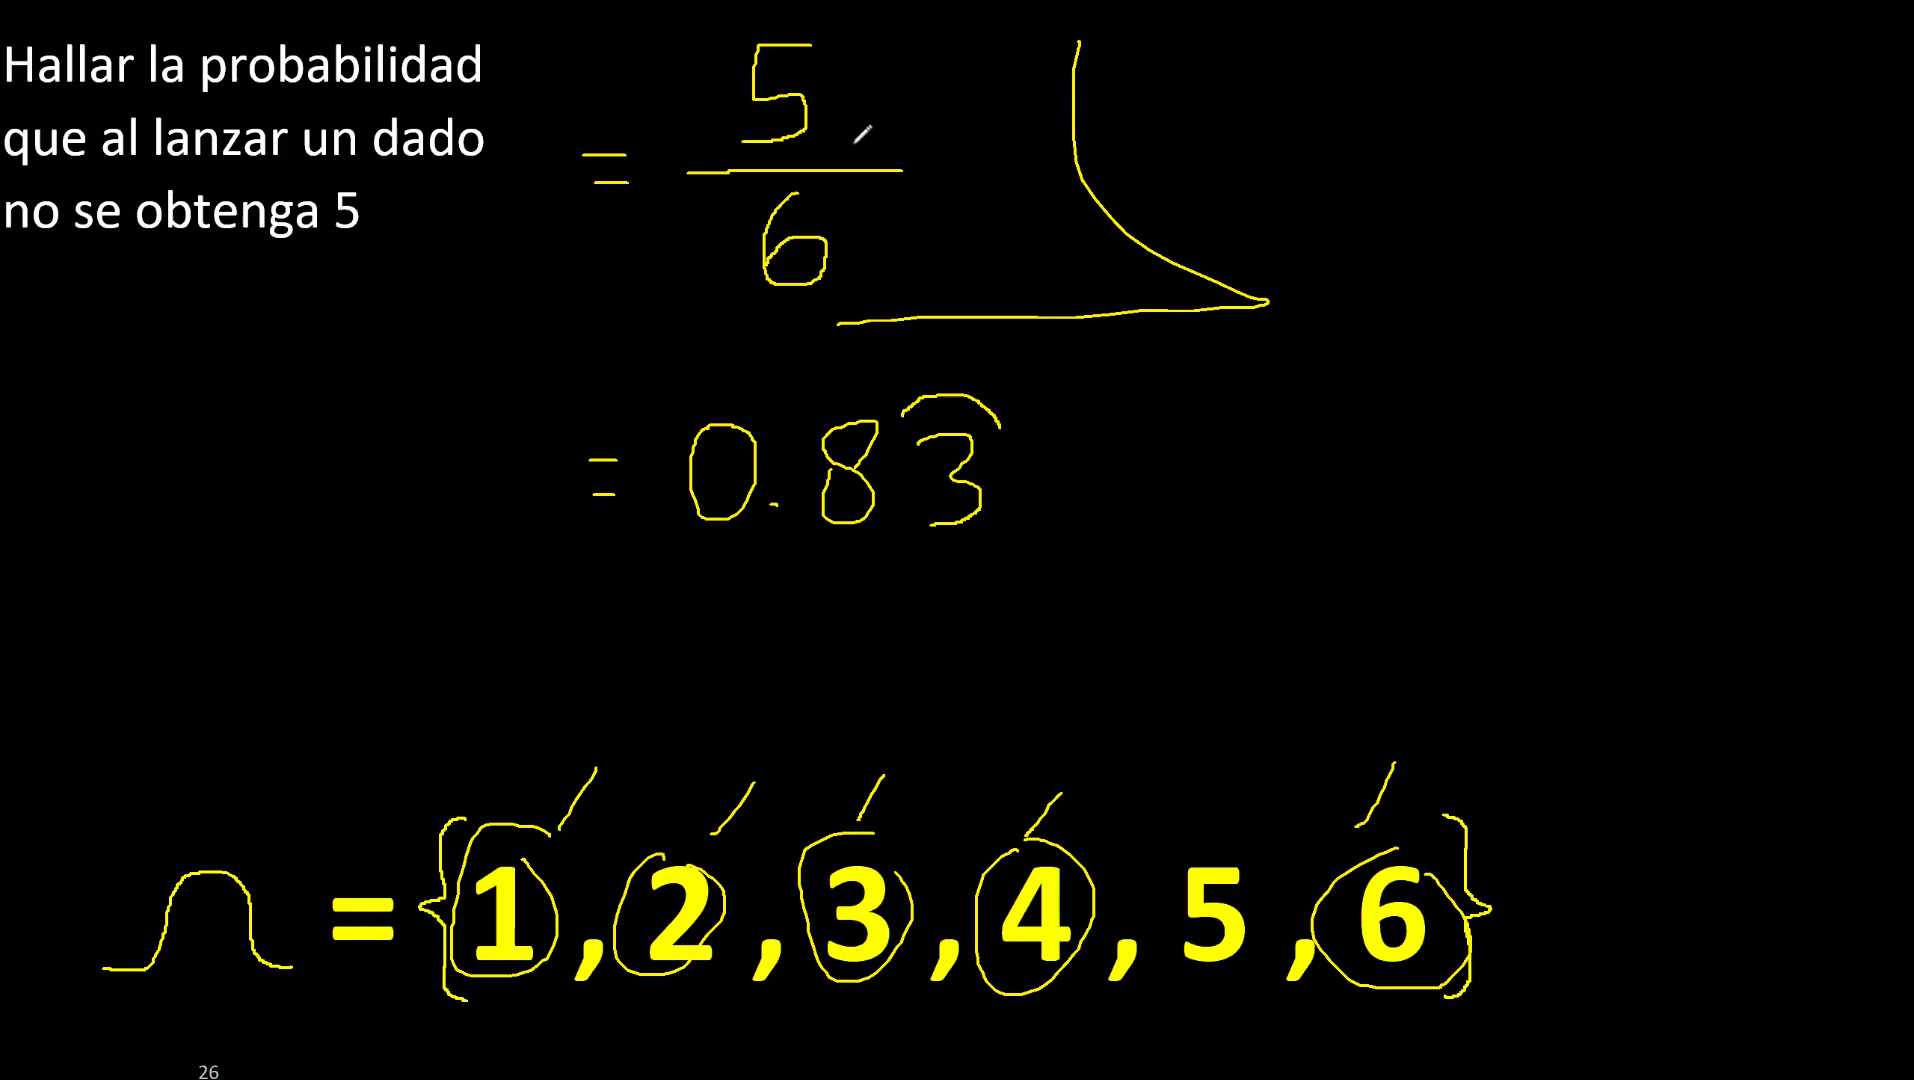 Hallar la probabilidad
que al lanzar un dado
no se obtenga 5
= 5
6
= 0.83
Ω = {1, 2, 3, 4, 5, 6}
26